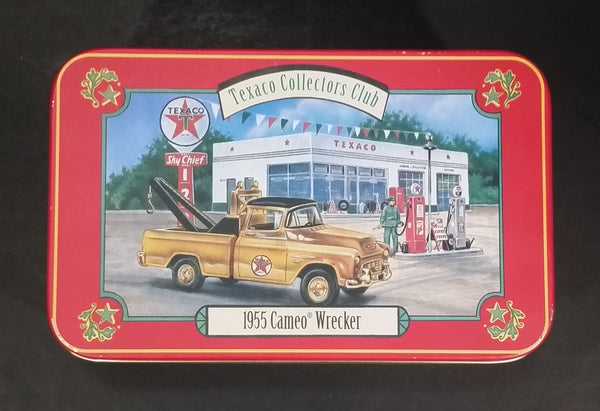 Texaco Collectors Club
TEXACO
T
Sky Chief
TEXACO
T
1955 Cameo® Wrecker